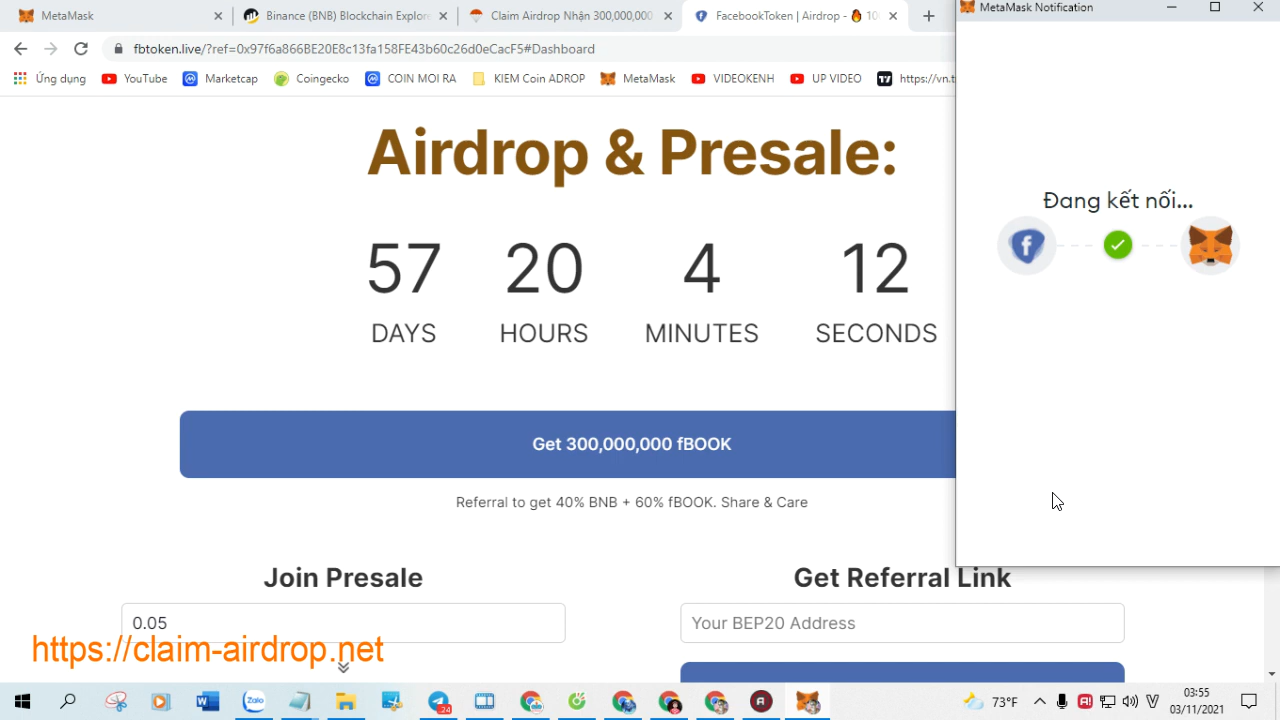 MetaMask
Binance (BNB) Blockchain Explore
Claim Airdrop Nhận 300,000,000
FacebookToken | Airdrop - 🔥 10
MetaMask Notification
fbtoken.live/?ref=0x97f6a866BE20E8c13fa158FE43b60c26d0eCacF5#Dashboard
Ứng dụng
YouTube
Marketcap
Coingecko
COIN MOI RA
KIEM Coin ADROP
MetaMask
VIDEOKENH
UP VIDEO
https://vn.t
Airdrop & Presale:
57 20 4 12
DAYS HOURS MINUTES SECONDS
Đang kết nối...
Get 300,000,000 fBOOK
Referral to get 40% BNB + 60% fBOOK. Share & Care
Join Presale
Get Referral Link
0.05
Your BEP20 Address
https://claim-airdrop.net
Zalo
24
73°F
03:55
03/11/2021